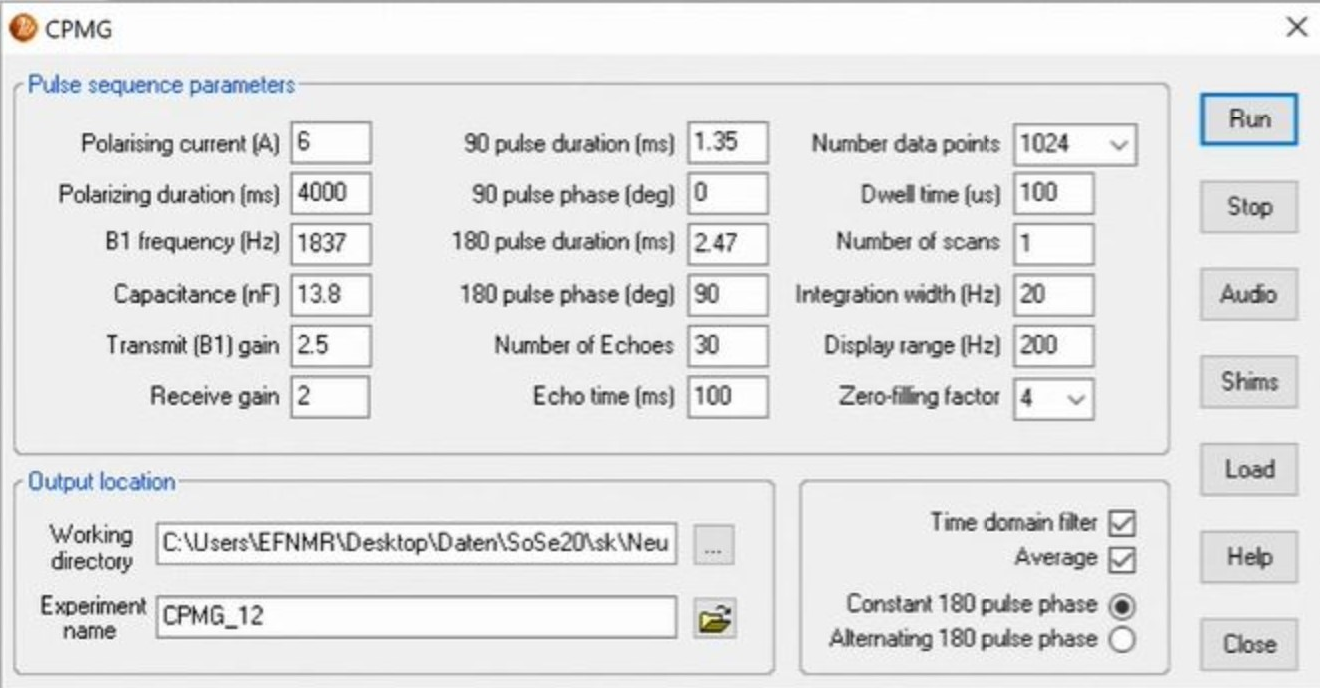 CPMG
Pulse sequence parameters
Polarising current (A) 6 90 pulse duration (ms) 1.35 Number data points 1024
Polarizing duration (ms) 4000 90 pulse phase (deg) 0 Dwell time (us) 100
B1 frequency (Hz) 1837 180 pulse duration (ms) 2.47 Number of scans 1
Capacitance (nF) 13.8 180 pulse phase (deg) 90 Integration width (Hz) 20
Transmit (B1) gain 2.5 Number of Echoes 30 Display range (Hz) 200
Receive gain 2 Echo time (ms) 100 Zero-filling factor 4
Run
Stop
Audio
Shims
Load
Help
Close
Output location
Working
directory
C:\Users\EFNMR\Desktop\Daten\SoSe20\sk\Neu
...
Experiment
name
CPMG_12
Time domain filter
Average
Constant 180 pulse phase
Alternating 180 pulse phase